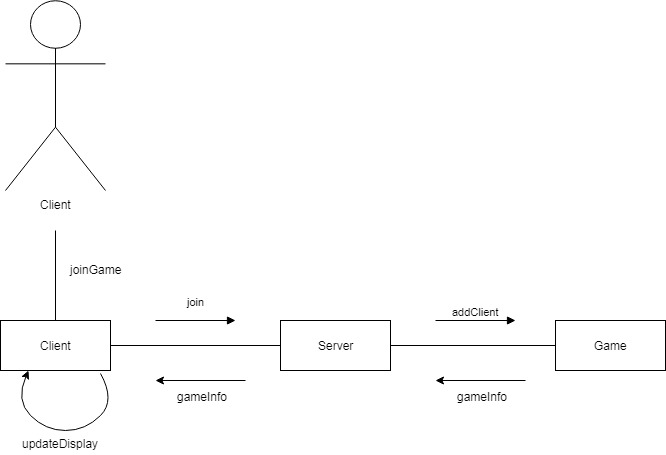 Client
joinGame
join
addClient
Client
Server
Game
gameInfo
gameInfo
updateDisplay